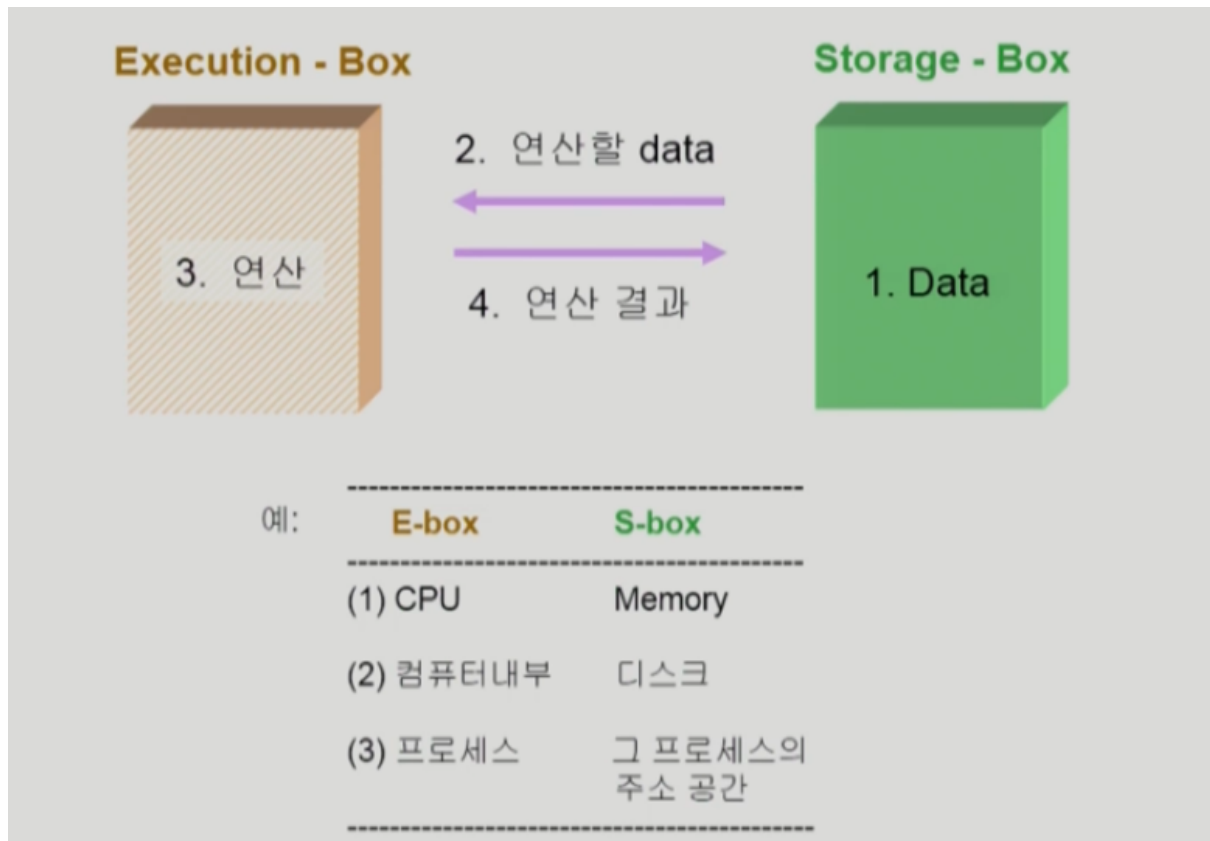 Execution - Box
Storage - Box
2. 연산할 data
3. 연산
1. Data
4. 연산 결과
------------------------------------------
예: E-box S-box
------------------------------------------
(1) CPU Memory
(2) 컴퓨터내부 디스크
(3) 프로세스 그 프로세스의
주소 공간
-------------------------------------------